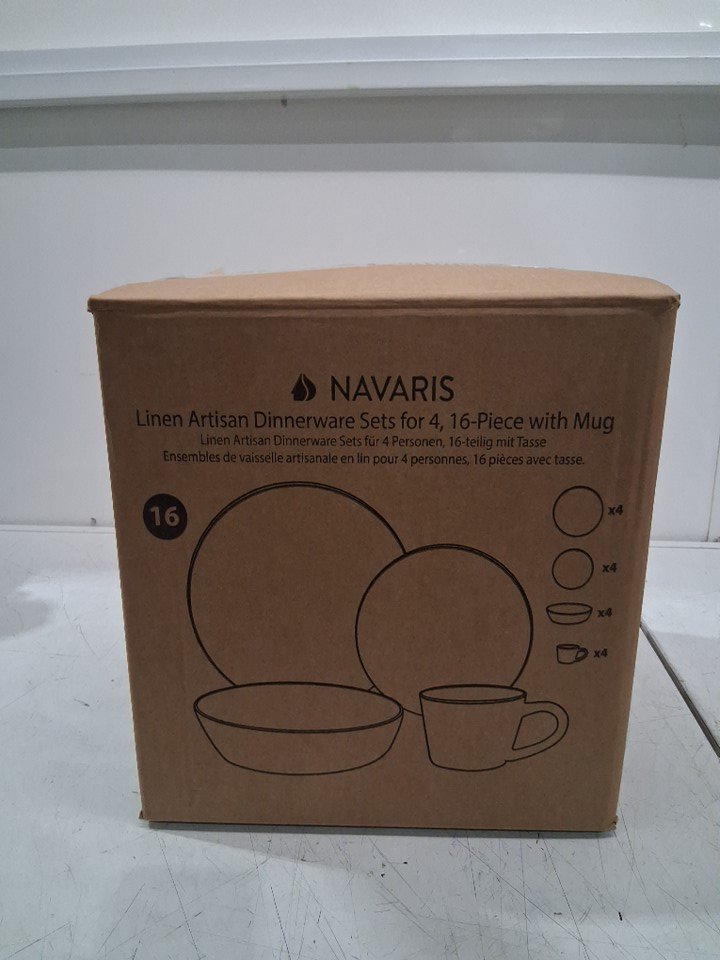 NAVARIS
Linen Artisan Dinnerware Sets for 4, 16-Piece with Mug
Linen Artisan Dinnerware Sets für 4 Personen, 16-teilig mit Tasse
Ensembles de vaisselle artisanale en lin pour 4 personnes, 16 pièces avec tasse.
16
x4
x4
x4
x4